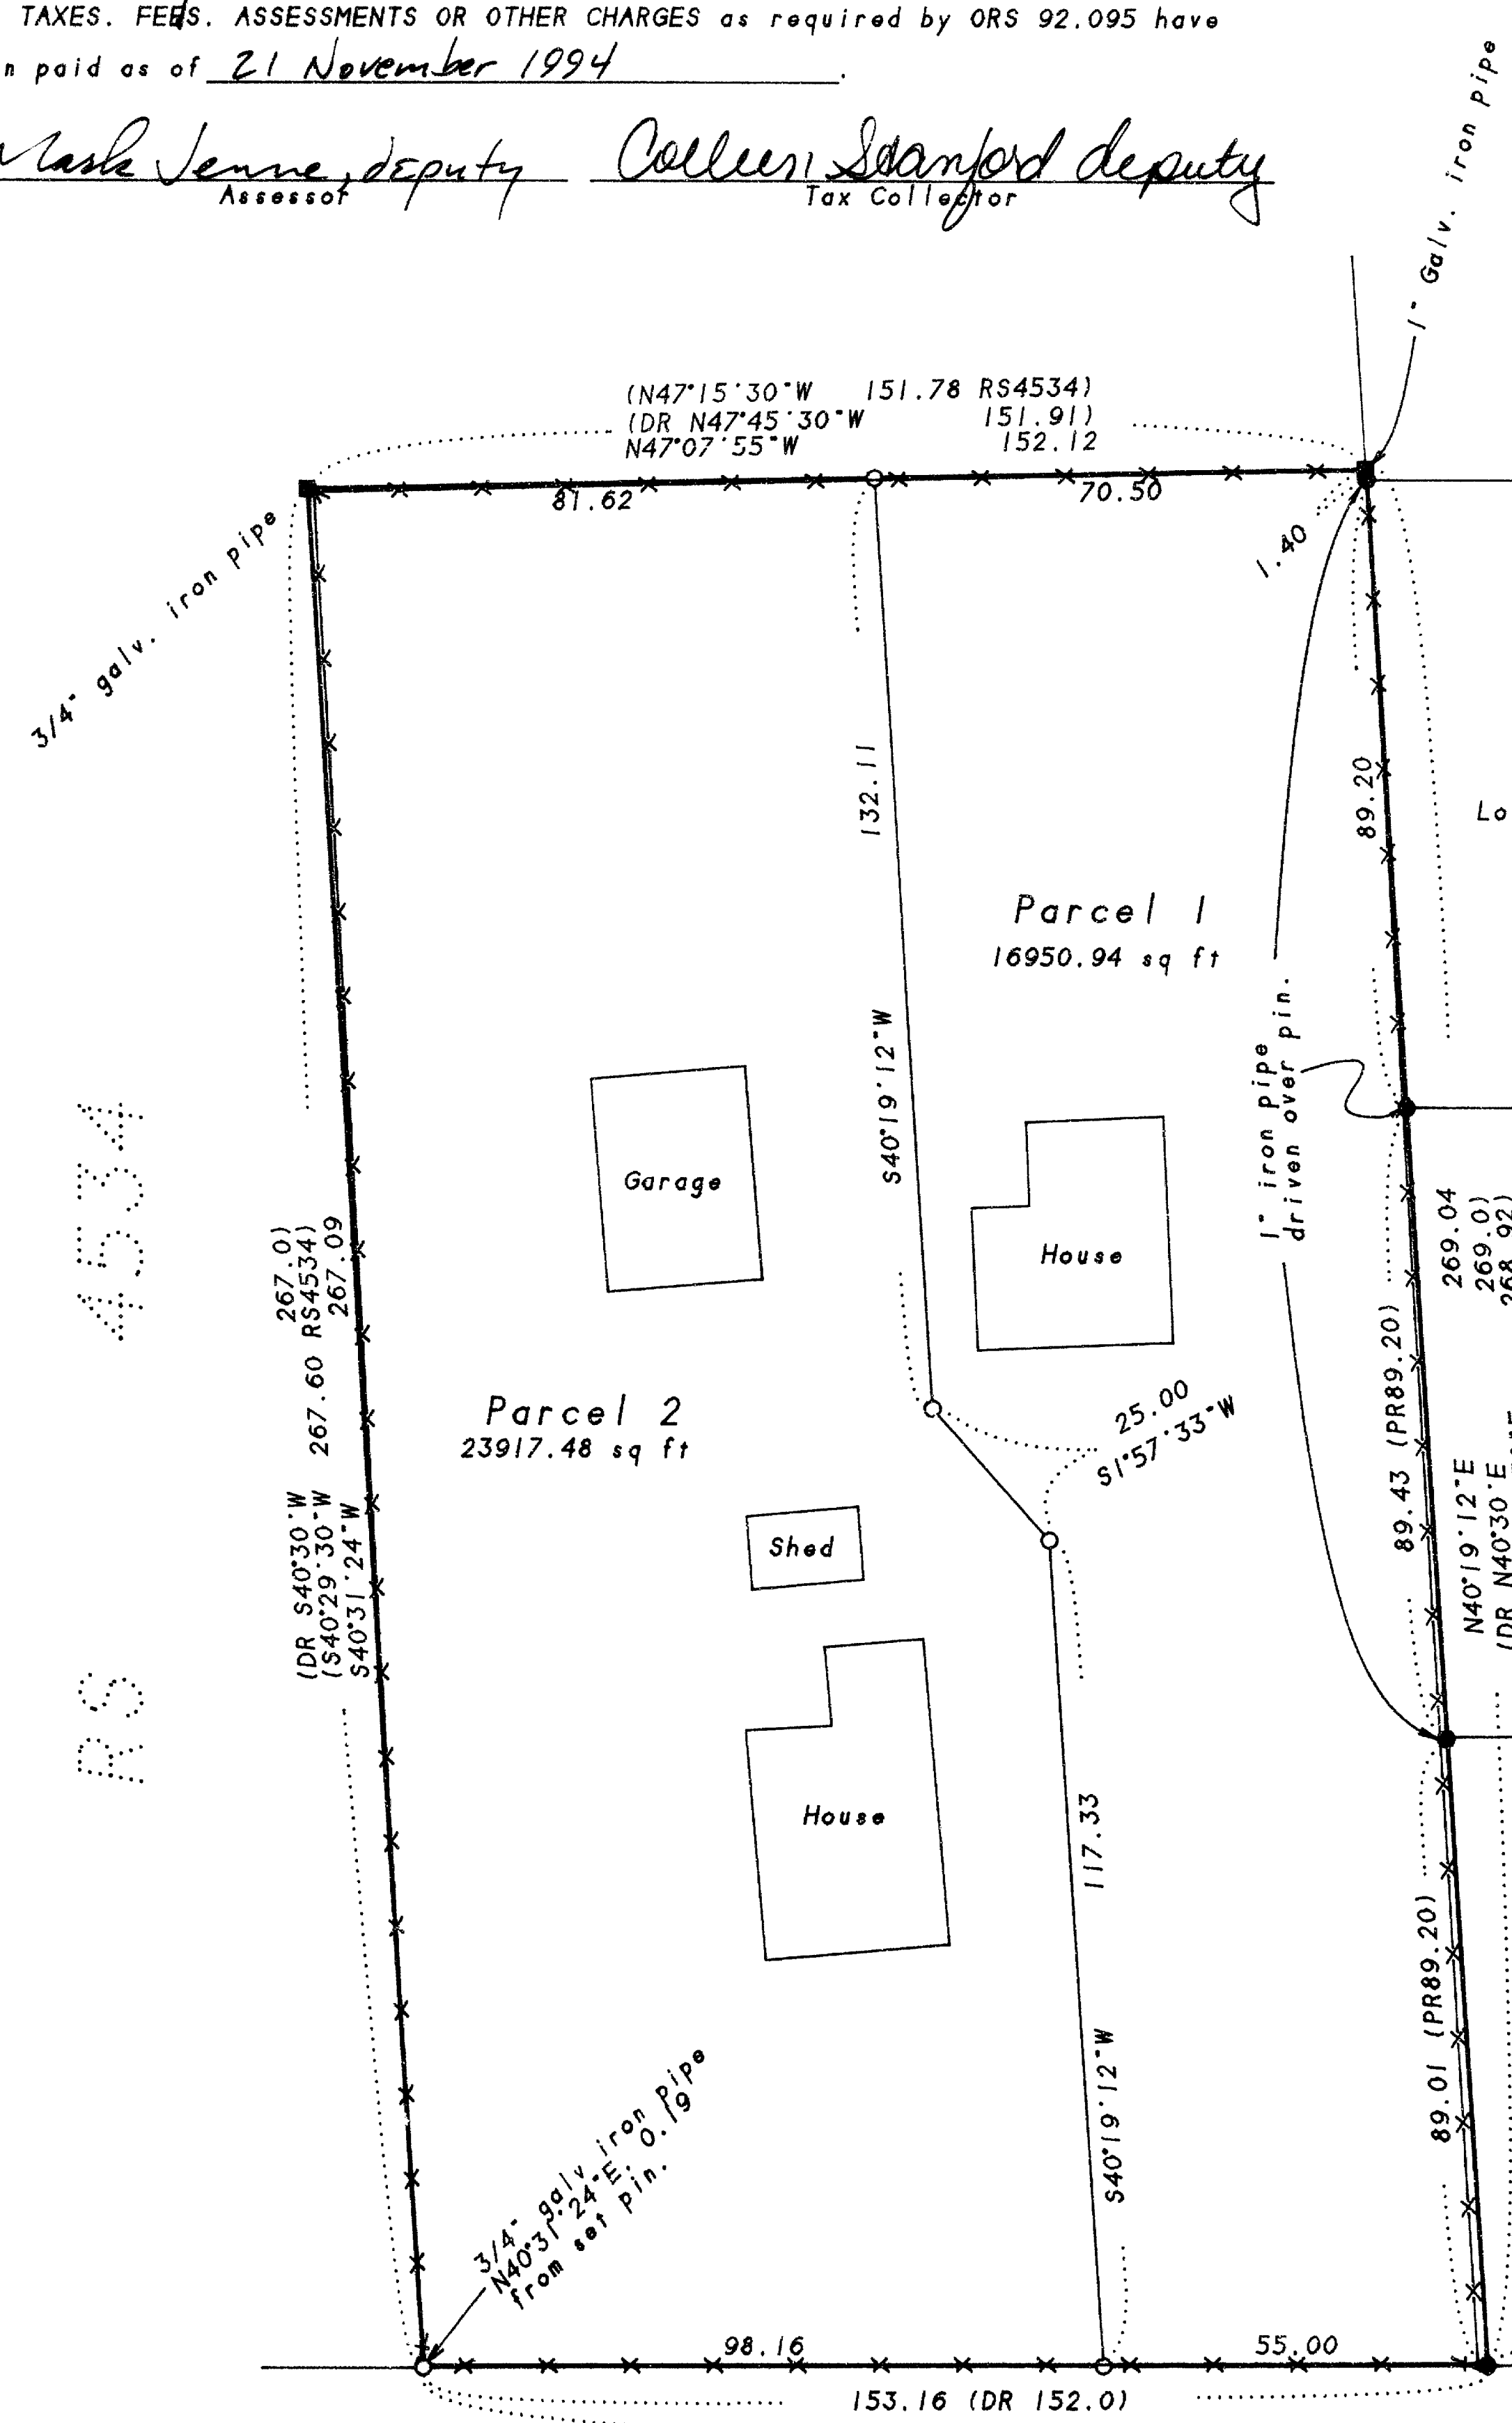 TAXES. FEES. ASSESSMENTS OR OTHER CHARGES as required by ORS 92.095 have
n paid as of 21 November 1994.
Jenne, deputy Colleen Stanford deputy
Assessor Tax Collector
1" Galv. iron pipe
(N47°15'30"W 151.78 RS4534)
(DR N47°45'30"W 151.91)
N47°07'55"W 152.12
81.62
70.50
1.40
3/4" galv. iron pipe
132.11
S40°19'12"W
89.20
Lo
Parcel 1
16950.94 sq ft
1" iron pipe
driven over pin.
Garage
House
RS 4534
(DR S40°30'W 267.0)
(S40°29'30"W 267.60 RS4534)
S40°31'24"W 267.09
Parcel 2
23917.48 sq ft
25.00
S1°57'33"W
89.43 (PR89.20)
N40°19'12"E 269.04
(DR N40°30'E 269.0)
268.92)
Shed
House
117.33
S40°19'12"W
89.01 (PR89.20)
3/4" galv. iron pipe
N40°31'24"E, 0.19
from set pin.
98.16
55.00
153.16 (DR 152.0)